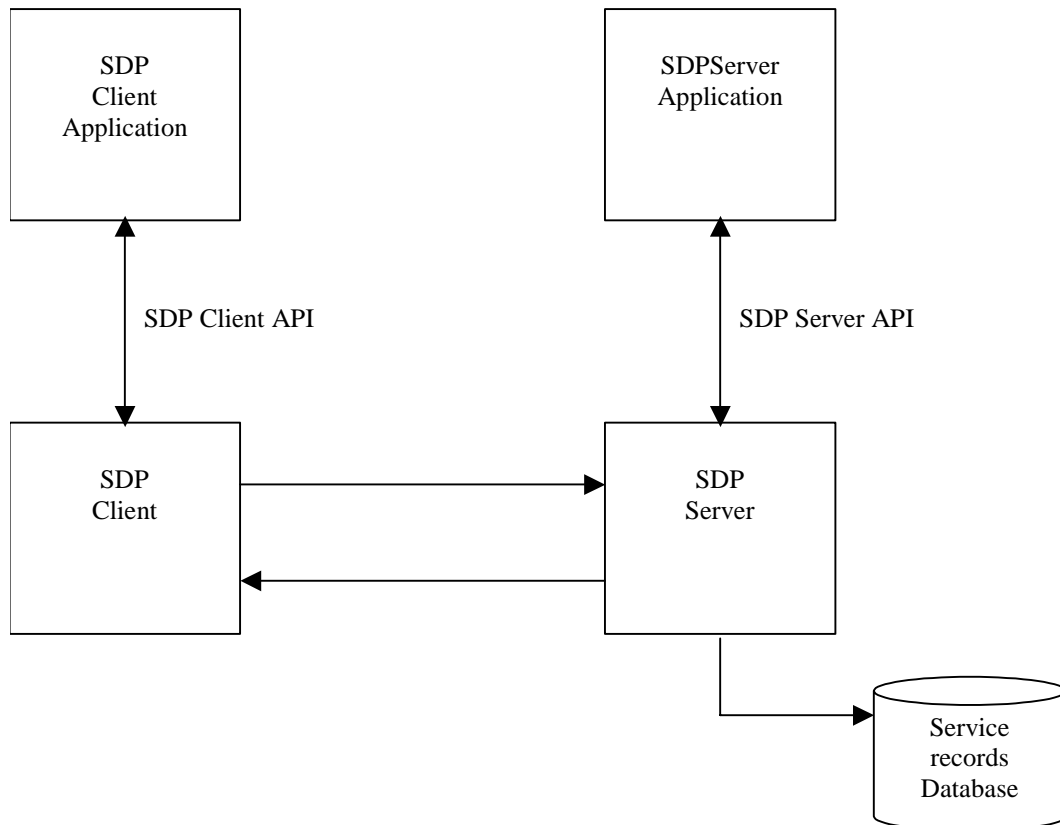 SDP
Client
Application
SDPServer
Application
SDP Client API
SDP Server API
SDP
Client
SDP
Server
Service
records
Database